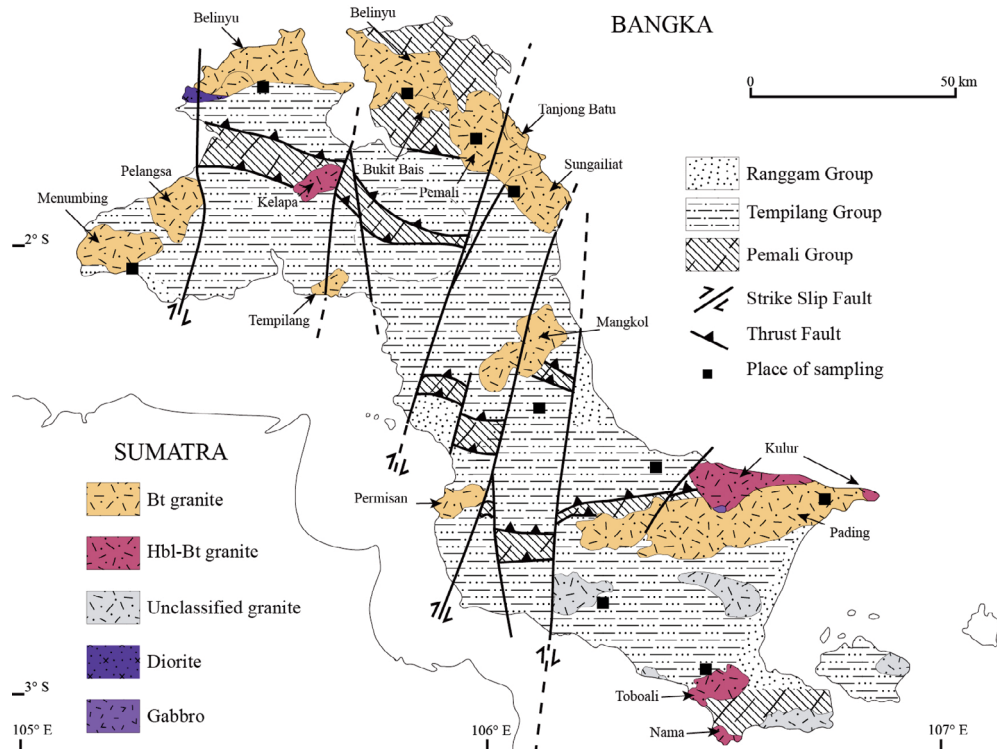 BANGKA
Belinyu
Belinyu
0
50 km
Tanjong Batu
Sungailiat
Bukit Bais
Pemali
Pelangsa
Menumbing
Kelapa
Ranggam Group
Tempilang Group
Pemali Group
2° S
Strike Slip Fault
Tempilang
Mangkol
Thrust Fault
Place of sampling
SUMATRA
Kulur
Bt granite
Permisan
Pading
Hbl-Bt granite
Unclassified granite
Diorite
3° S
Toboali
Gabbro
Nama
105° E
106° E
107° E